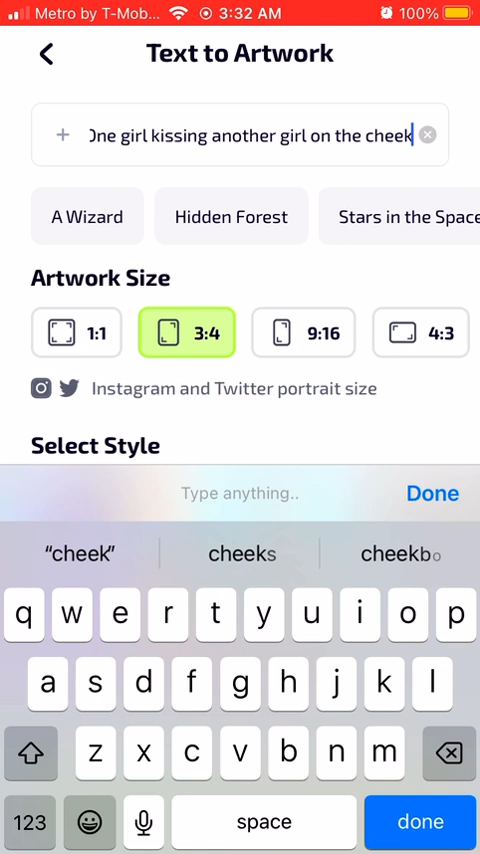 Metro by T-Mob... 3:32 AM 100%
Text to Artwork
+ One girl kissing another girl on the cheek
A Wizard Hidden Forest Stars in the Space
Artwork Size
1:1 3:4 9:16 4:3
Instagram and Twitter portrait size
Select Style
Type anything.. Done
“cheek” cheeks cheekbo
q w e r t y u i o p
a s d f g h j k l
z x c v b n m
123 space done